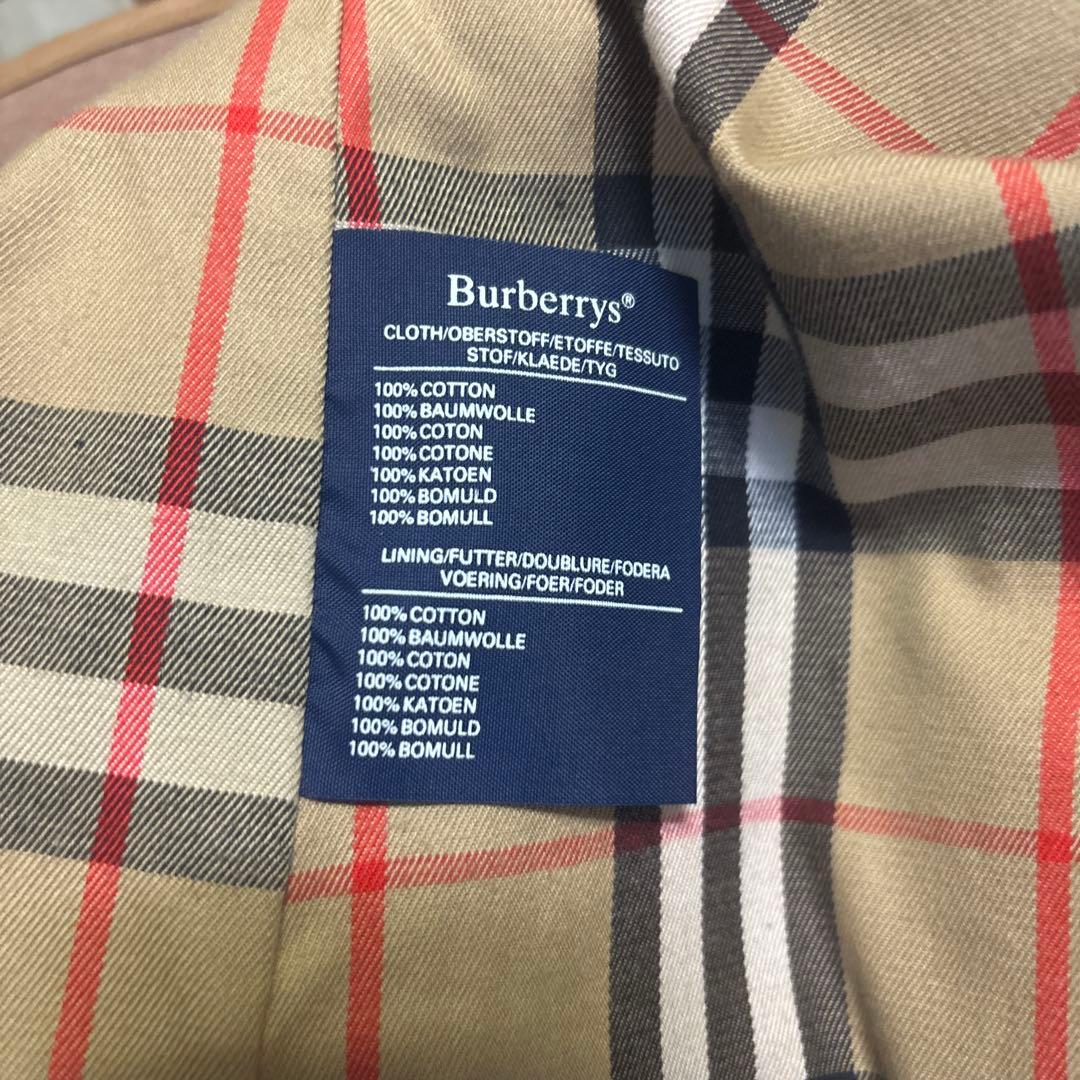 Burberrys®
CLOTH/OBERSTOFF/ETOFFE/TESSUTO
STOF/KLAEDE/TYG
100% COTTON
100% BAUMWOLLE
100% COTON
100% COTONE
100% KATOEN
100% BOMULD
100% BOMULL
LINING/FUTTER/DOUBLURE/FODERA
VOERING/FOER/FODER
100% COTTON
100% BAUMWOLLE
100% COTON
100% COTONE
100% KATOEN
100% BOMULD
100% BOMULL